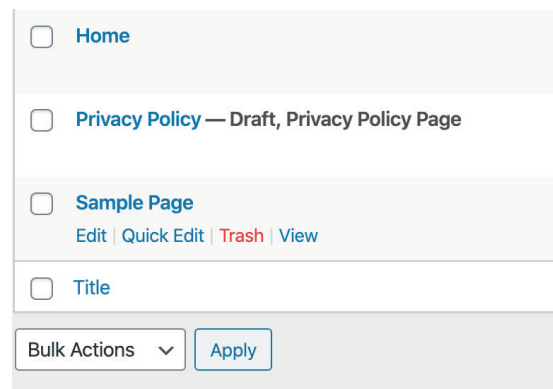 Home
Privacy Policy — Draft, Privacy Policy Page
Sample Page
Edit | Quick Edit | Trash | View
Title
Bulk Actions Apply